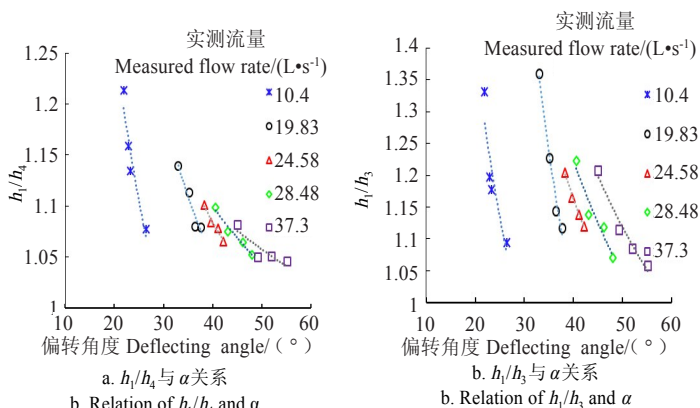 实测流量
Measured flow rate/(L•s-1)
1.25
1.2
1.15
1.1
1.05
1
h1/h4
10.4
19.83
24.58
28.48
37.3
10 20 30 40 50 60
偏转角度 Deflecting angle/( ° )
a. h1/h4与 α关系
b. Relation of h1/h4 and α
实测流量
Measured flow rate/(L•s-1)
1.4
1.35
1.3
1.25
1.2
1.15
1.1
1.05
1
h1/h3
10.4
19.83
24.58
28.48
37.3
10 20 30 40 50 60
偏转角度 Deflecting angle/( ° )
b. h1/h3与 α关系
b. Relation of h1/h3 and α